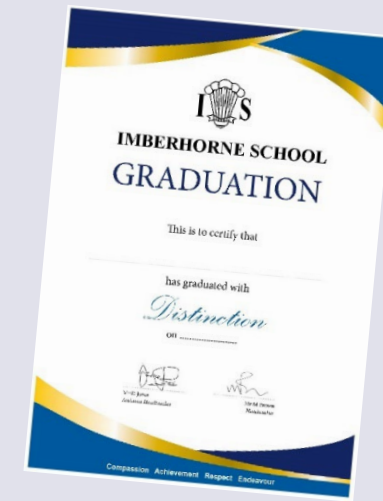 I S
IMBERHORNE SCHOOL
GRADUATION
This is to certify that
has graduated with
Distinction
on ....................
Assistant Headteacher
Headteacher
Compassion Achievement Respect Endeavour